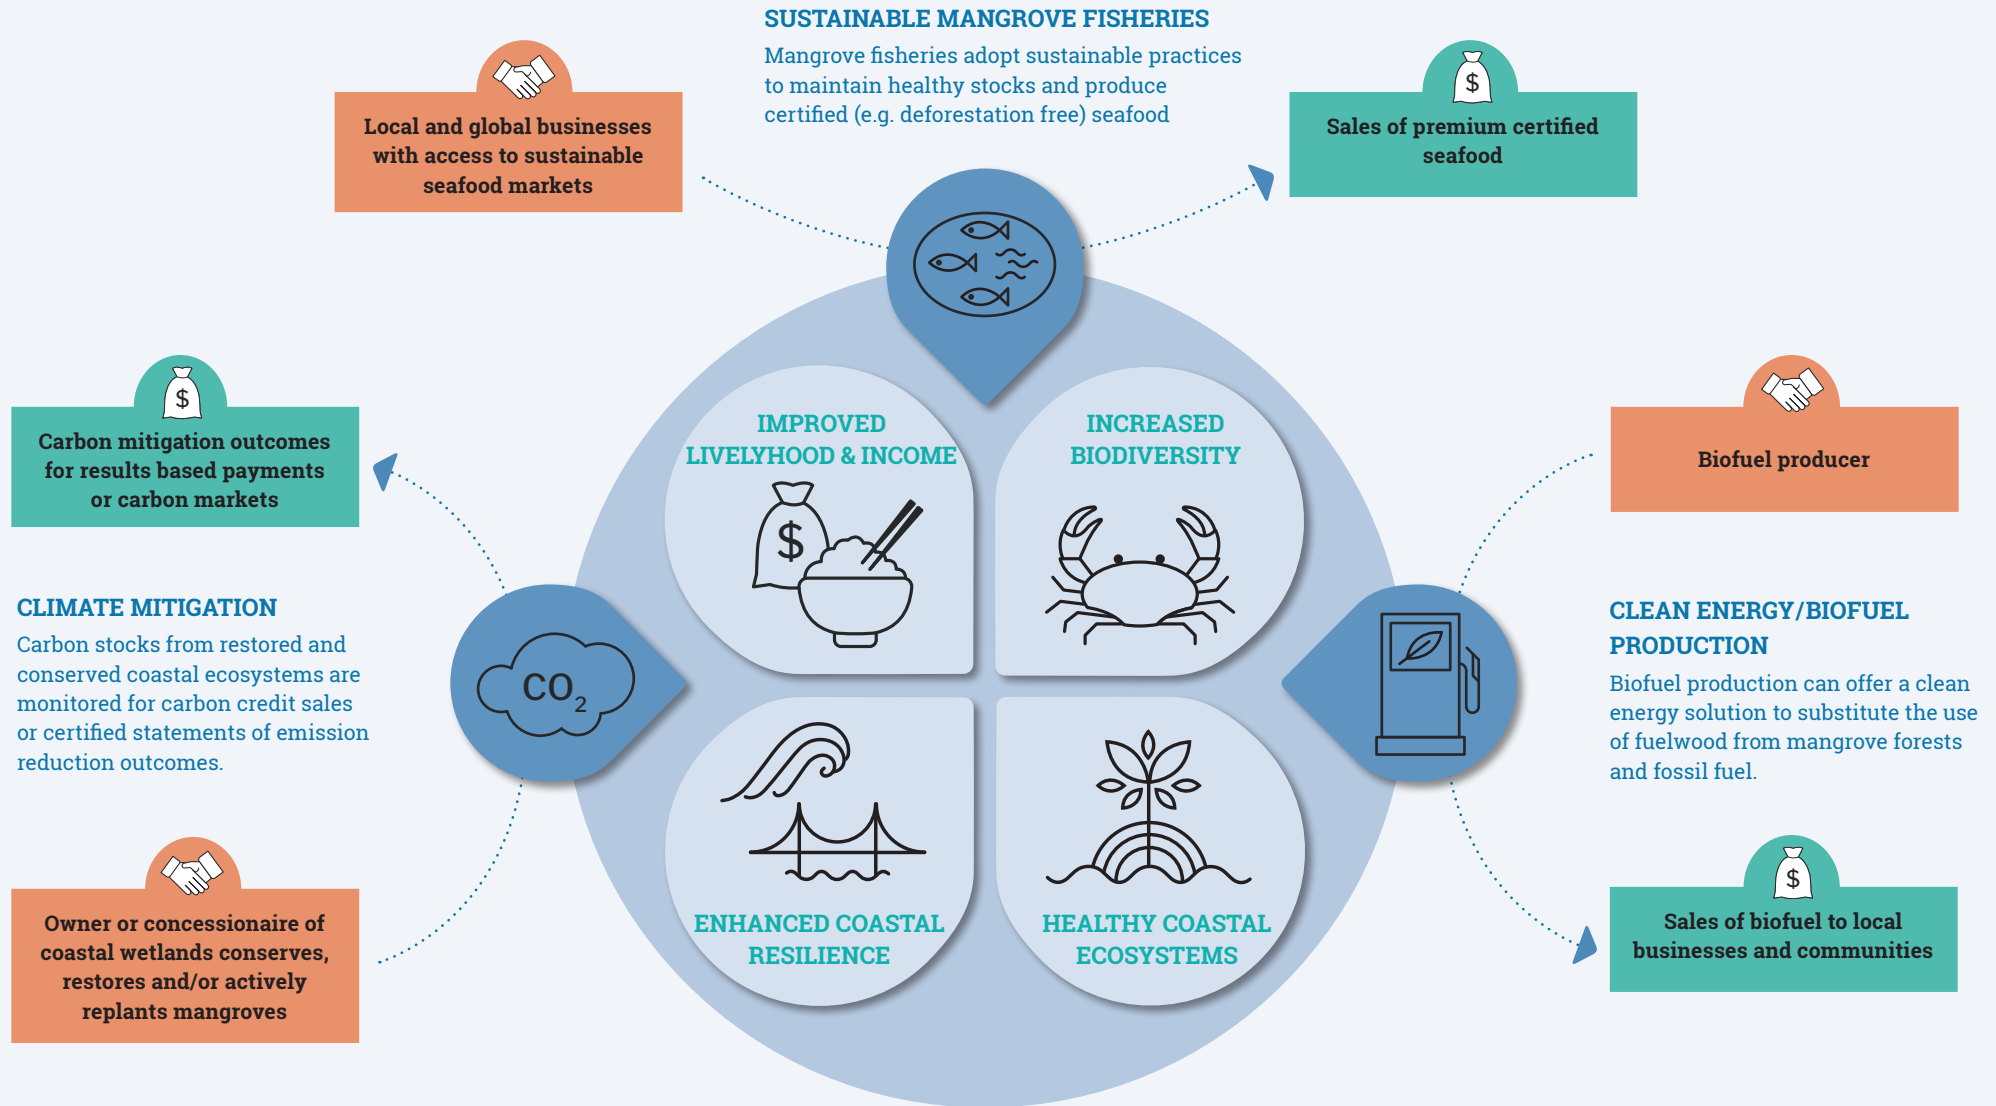 SUSTAINABLE MANGROVE FISHERIES
Mangrove fisheries adopt sustainable practices
to maintain healthy stocks and produce
certified (e.g. deforestation free) seafood
Local and global businesses
with access to sustainable
seafood markets
$
Sales of premium certified
seafood
$
Carbon mitigation outcomes
for results based payments
or carbon markets
IMPROVED
LIVELYHOOD & INCOME
$
INCREASED
BIODIVERSITY
Biofuel producer
CLIMATE MITIGATION
Carbon stocks from restored and
conserved coastal ecosystems are
monitored for carbon credit sales
or certified statements of emission
reduction outcomes.
CO₂
CLEAN ENERGY/BIOFUEL
PRODUCTION
Biofuel production can offer a clean
energy solution to substitute the use
of fuelwood from mangrove forests
and fossil fuel.
Owner or concessionaire of
coastal wetlands conserves,
restores and/or actively
replants mangroves
ENHANCED COASTAL
RESILIENCE
HEALTHY COASTAL
ECOSYSTEMS
$
Sales of biofuel to local
businesses and communities